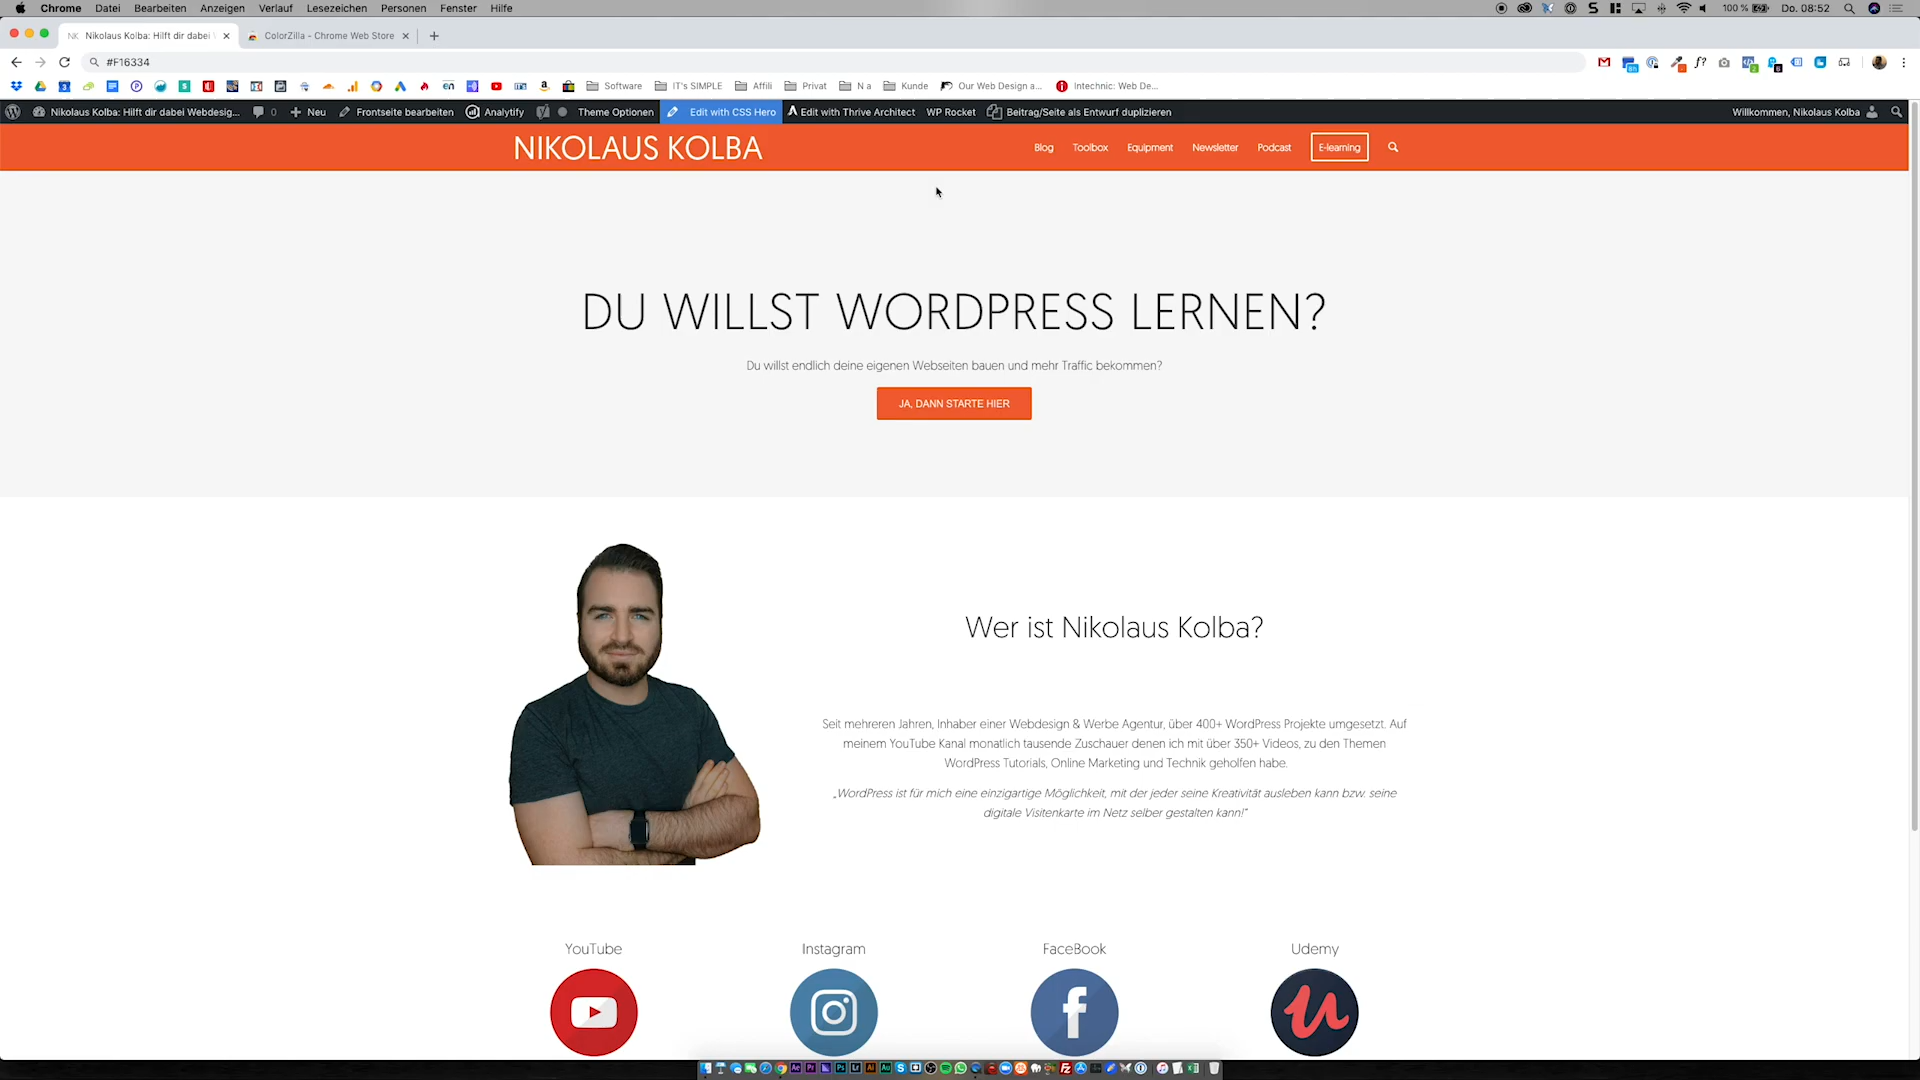 Chrome Datei Bearbeiten Anzeigen Verlauf Lesezeichen Personen Fenster Hilfe 100 % Do. 08:52
NK Nikolaus Kolba: Hilft dir dabei ColorZilla - Chrome Web Store
#F16334
Software IT's SIMPLE Affili Privat N a Kunde Our Web Design a... Intechnic: Web De...
Nikolaus Kolba: Hilft dir dabei Webdesig... 0 Neu Frontseite bearbeiten Analytify Theme Options Edit with CSS Hero Edit with Thrive Architect WP Rocket Beitrag/Seite als Entwurf duplizieren Willkommen, Nikolaus Kolba
NIKOLAUS KOLBA Blog Toolbox Equipment Newsletter Podcast E-learning
DU WILLST WORDPRESS LERNEN?
Du willst endlich deine eigenen Webseiten bauen und mehr Traffic bekommen?
JA, DANN STARTE HIER
Wer ist Nikolaus Kolba?
Seit mehreren Jahren, Inhaber einer Webdesign & Werbe Agentur, über 400+ WordPress Projekte umgesetzt. Auf
meinem YouTube Kanal monatlich tausende Zuschauer denen ich mit über 350+ Videos, zu den Themen
WordPress Tutorials, Online Marketing und Technik geholfen habe.
„WordPress ist für mich eine einzigartige Möglichkeit, mit der jeder seine Kreativität ausleben kann bzw. seine
digitale Visitenkarte im Netz selber gestalten kann!"
YouTube Instagram FaceBook Udemy